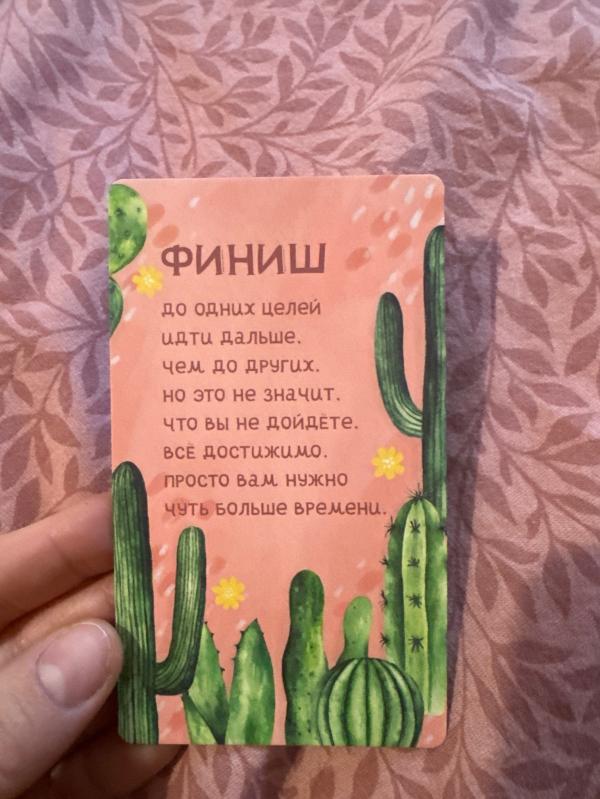 ФИНИШ
до одних целей
идти дальше,
чем до других.
но это не значит,
что вы не дойдёте.
всё достижимо.
просто вам нужно
чуть больше времени.